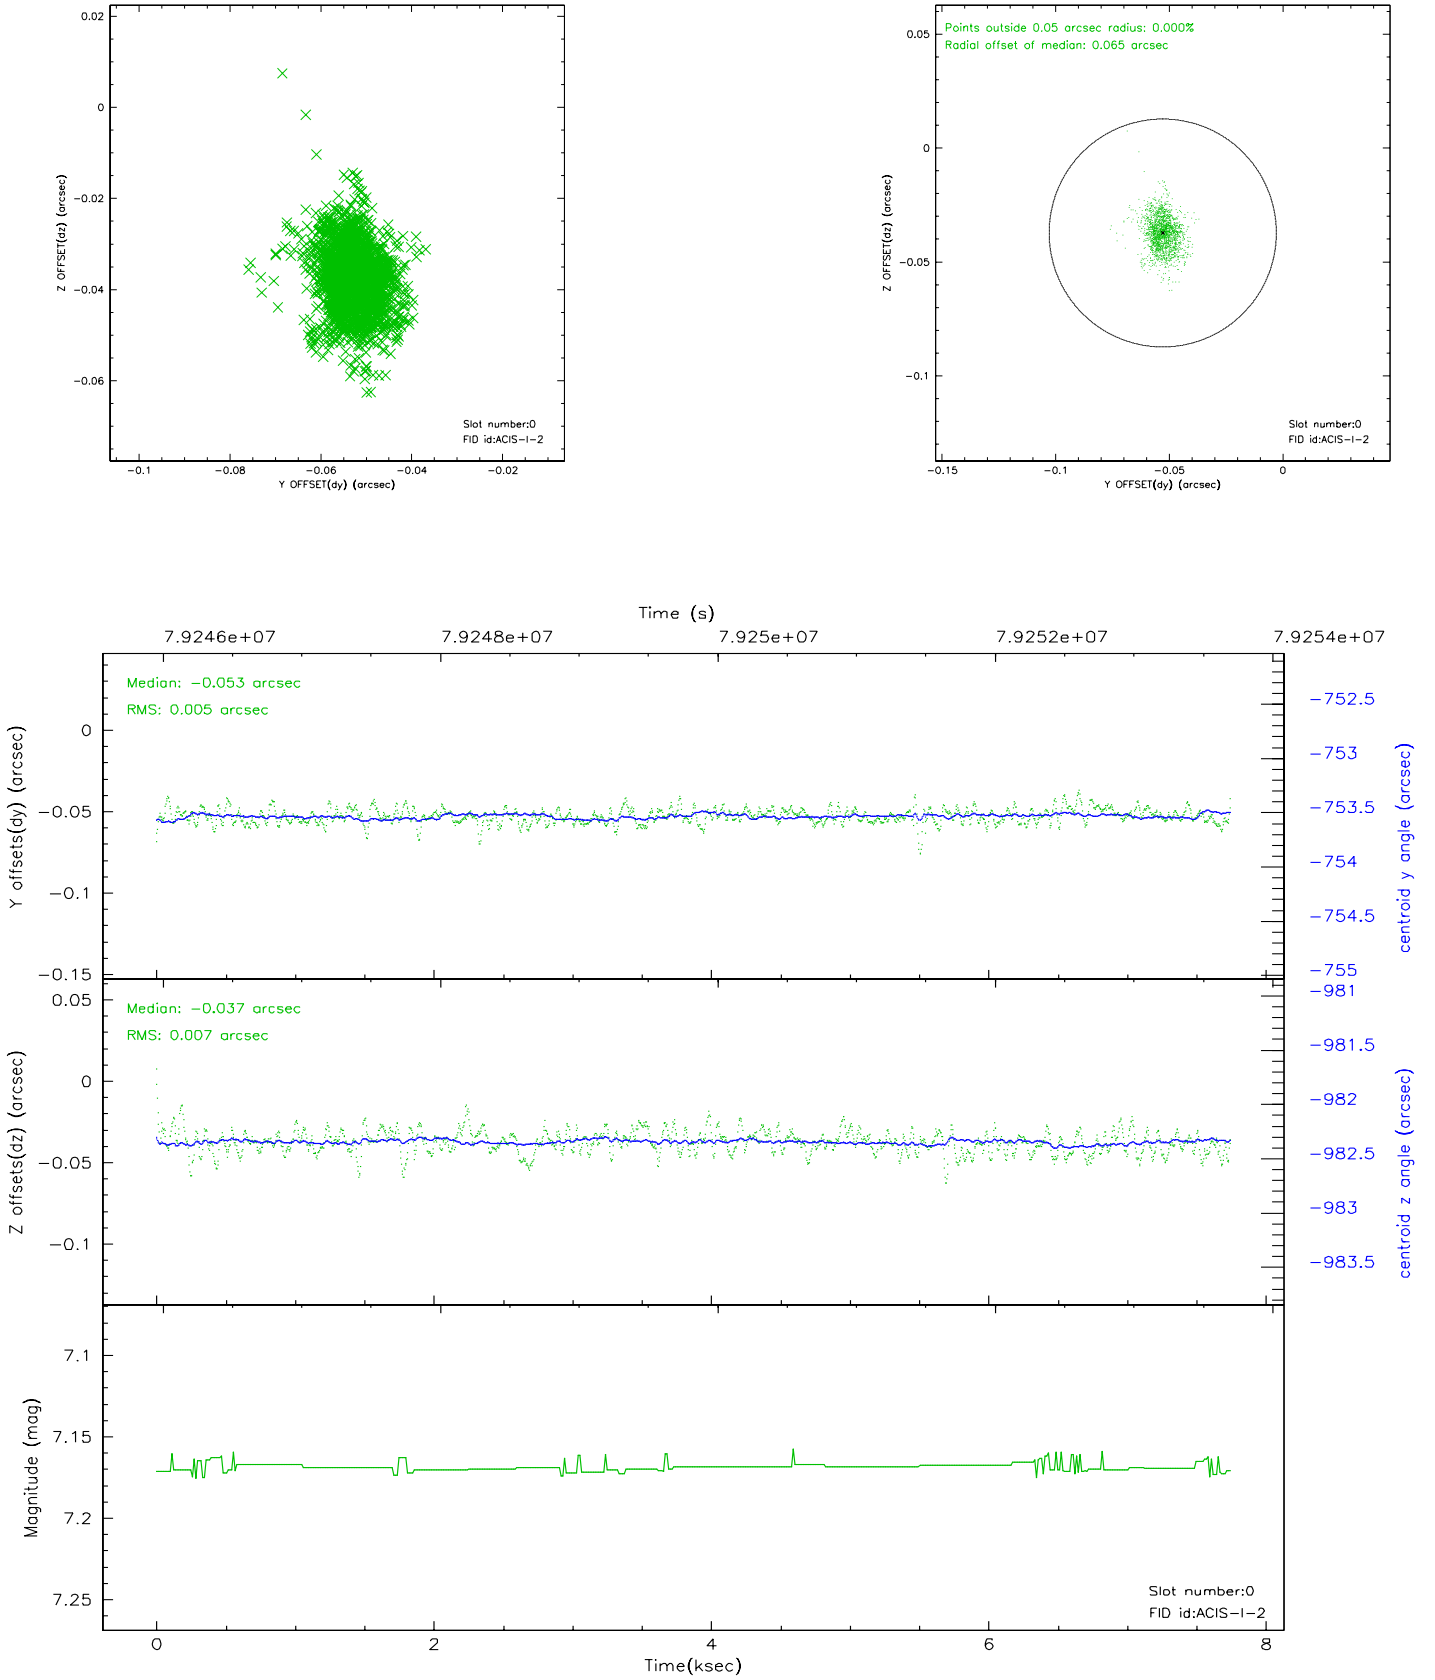 0.02
0
-0.02
-0.04
-0.06
Z OFFSET(dz) (arcsec)
Slot number:0
FID id:ACIS-I-2
-0.1
-0.08
-0.06
-0.04
-0.02
Y OFFSET(dy) (arcsec)
Points outside 0.05 arcsec radius: 0.000%
Radial offset of median: 0.065 arcsec
0.05
0
-0.05
-0.1
Z OFFSET(dz) (arcsec)
Slot number:0
FID id:ACIS-I-2
-0.15
-0.1
-0.05
0
Y OFFSET(dy) (arcsec)
Time (s)
7.9246e+07
7.9248e+07
7.925e+07
7.9252e+07
7.9254e+07
Median: -0.053 arcsec
RMS: 0.005 arcsec
0
-0.05
-0.1
-0.15
Y offsets(dy) (arcsec)
-752.5
-753
-753.5
-754
-754.5
-755
centroid y angle (arcsec)
Median: -0.037 arcsec
RMS: 0.007 arcsec
0.05
0
-0.05
-0.1
Z offsets(dz) (arcsec)
-981
-981.5
-982
-982.5
-983
-983.5
centroid z angle (arcsec)
7.1
7.15
7.2
7.25
Magnitude (mag)
Slot number:0
FID id:ACIS-I-2
0
2
4
6
8
Time(ksec)